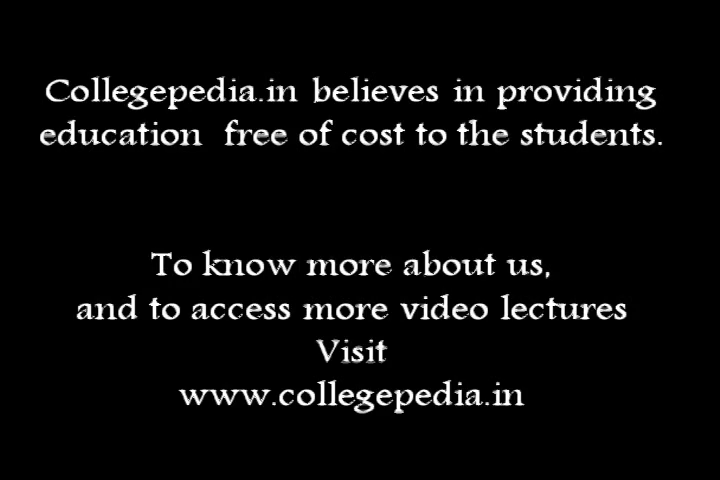 Collegepedia.in believes in providing
education free of cost to the students.
To know more about us,
and to access more video lectures
Visit
www.collegepedia.in